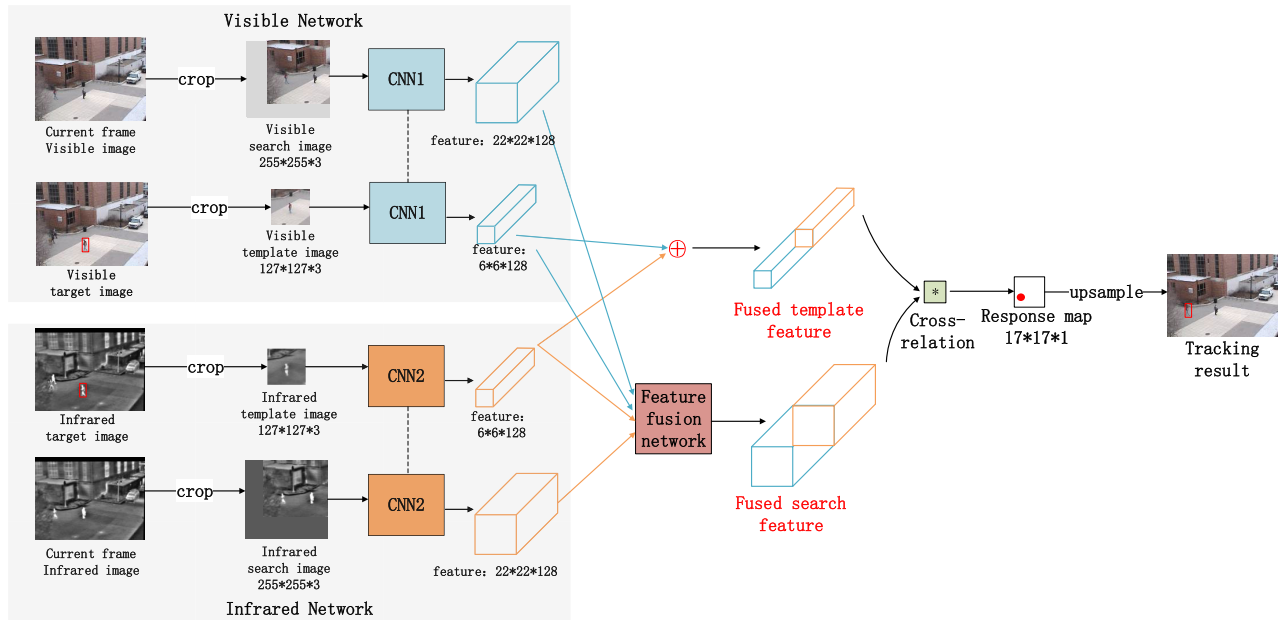 Visible Network
crop
CNN1
Current frame
Visible image
Visible
search image
255*255*3
feature: 22*22*128
crop
CNN1
Visible
target image
Visible
template image
127*127*3
feature:
6*6*128
Infrared
target image
crop
Infrared
template image
127*127*3
CNN2
feature:
6*6*128
crop
CNN2
Current frame
Infrared image
Infrared
search image
255*255*3
feature: 22*22*128
Infrared Network
Fused template
feature
Feature
fusion
network
Fused search
feature
*
Cross-
relation
Response map
17*17*1
upsample
Tracking
result